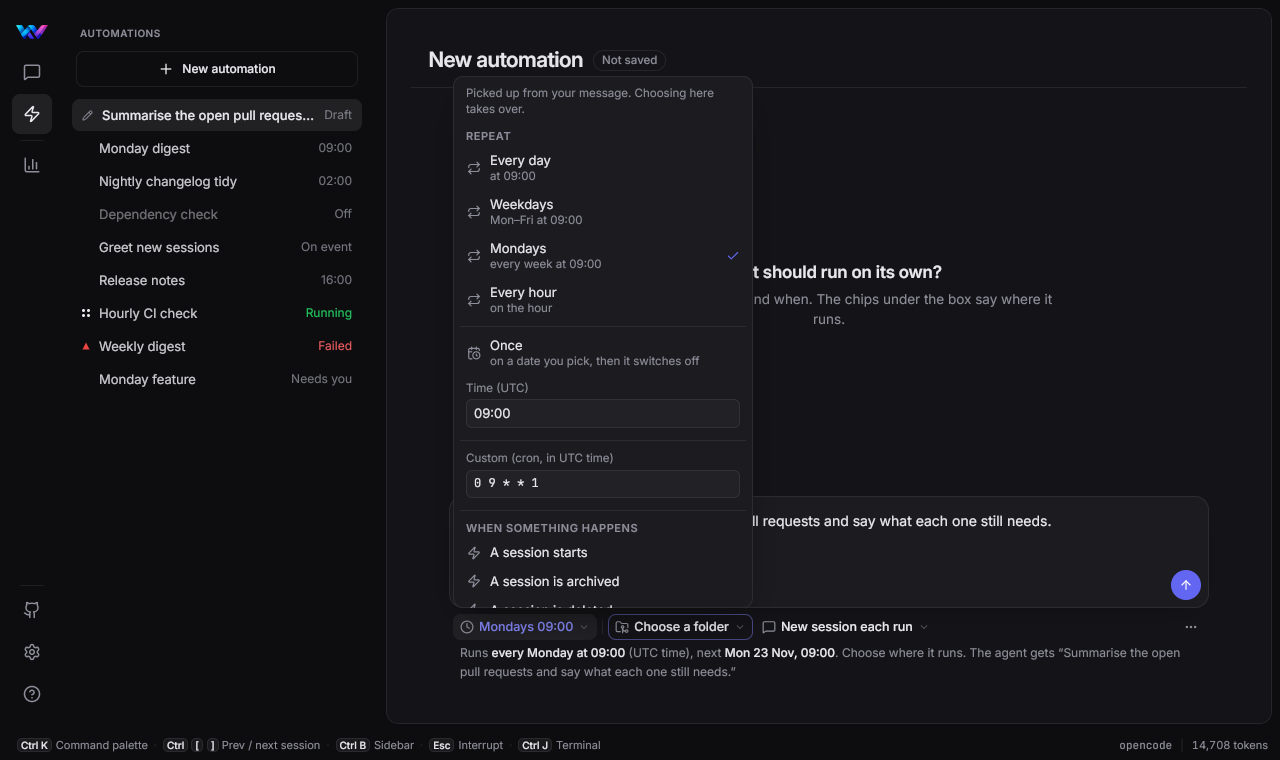 AUTOMATIONS
New automation
Summarise the open pull reques... Draft
Monday digest 09:00
Nightly changelog tidy 02:00
Dependency check Off
Greet new sessions On event
Release notes 16:00
Hourly CI check Running
Weekly digest Failed
Monday feature Needs you
New automation Not saved
Picked up from your message. Choosing here
takes over.
REPEAT
Every day
at 09:00
Weekdays
Mon–Fri at 09:00
Mondays
every week at 09:00
Every hour
on the hour
Once
on a date you pick, then it switches off
Time (UTC)
09:00
Custom (cron, in UTC time)
0 9 * * 1
WHEN SOMETHING HAPPENS
A session starts
A session is archived
A session is deleted
should run on its own?
and when. The chips under the box say where it
runs.
requests and say what each one still needs.
Mondays 09:00 Choose a folder New session each run
Runs every Monday at 09:00 (UTC time), next Mon 23 Nov, 09:00. Choose where it runs. The agent gets “Summarise the open
pull requests and say what each one still needs.”
Ctrl K Command palette · Ctrl [ ] Prev / next session · Ctrl B Sidebar · Esc Interrupt · Ctrl J Terminal
opencode 14,708 tokens